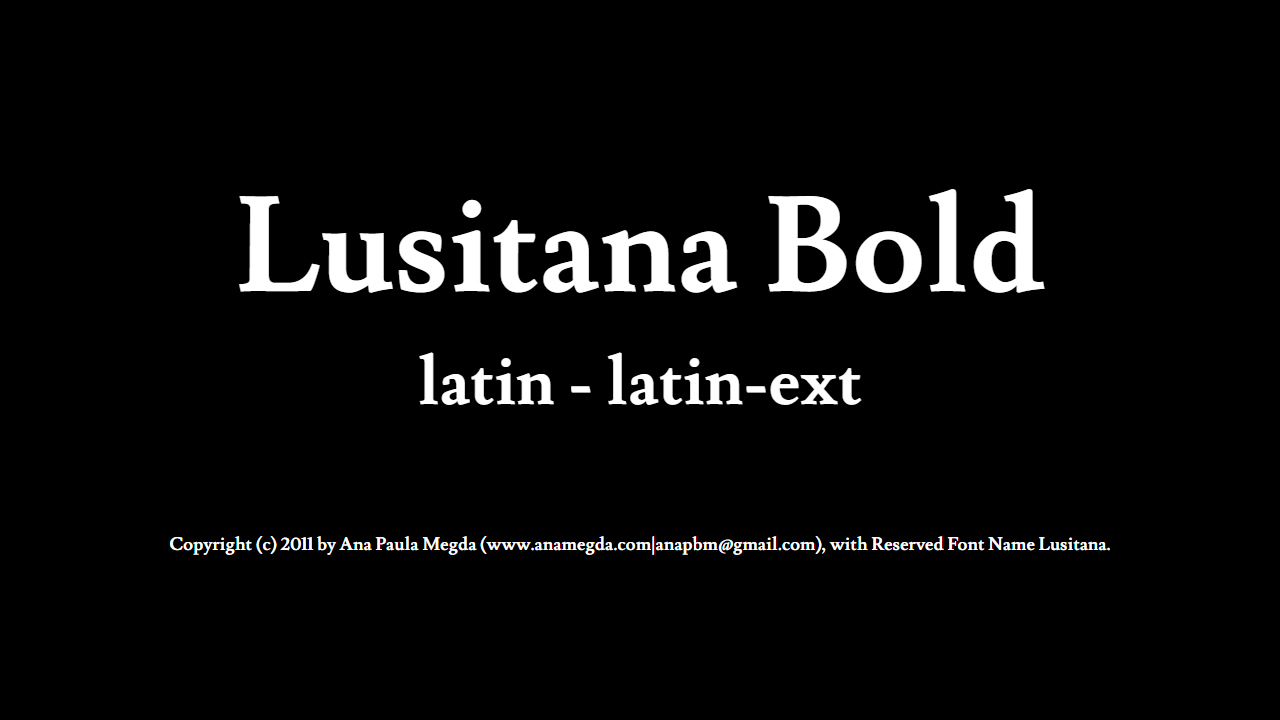 Lusitana Bold
latin - latin-ext
Copyright (c) 2011 by Ana Paula Megda (www.anamegda.com|anapbm@gmail.com), with Reserved Font Name Lusitana.